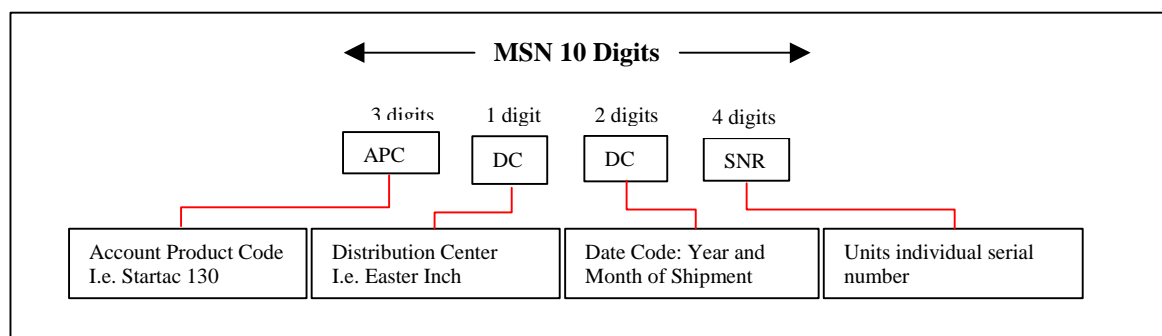 MSN 10 Digits
3 digits 1 digit 2 digits 4 digits
APC DC DC SNR
Account Product Code
I.e. Startac 130
Distribution Center
I.e. Easter Inch
Date Code: Year and
Month of Shipment
Units individual serial
number